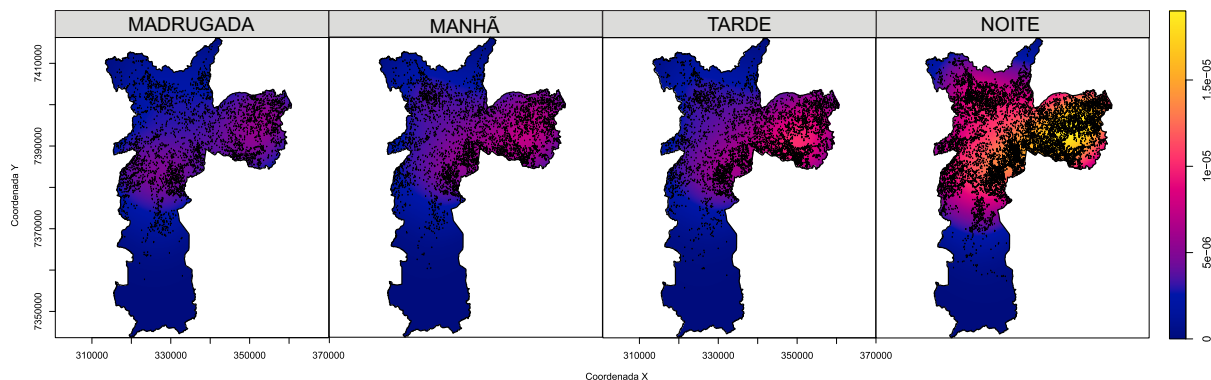 MADRUGADA
MANHÃ
TARDE
NOITE
Coordenada Y
7410000
7390000
7370000
7350000
310000
330000
350000
370000
310000
330000
350000
370000
Coordenada X
1.5e−05
1e−05
5e−06
0